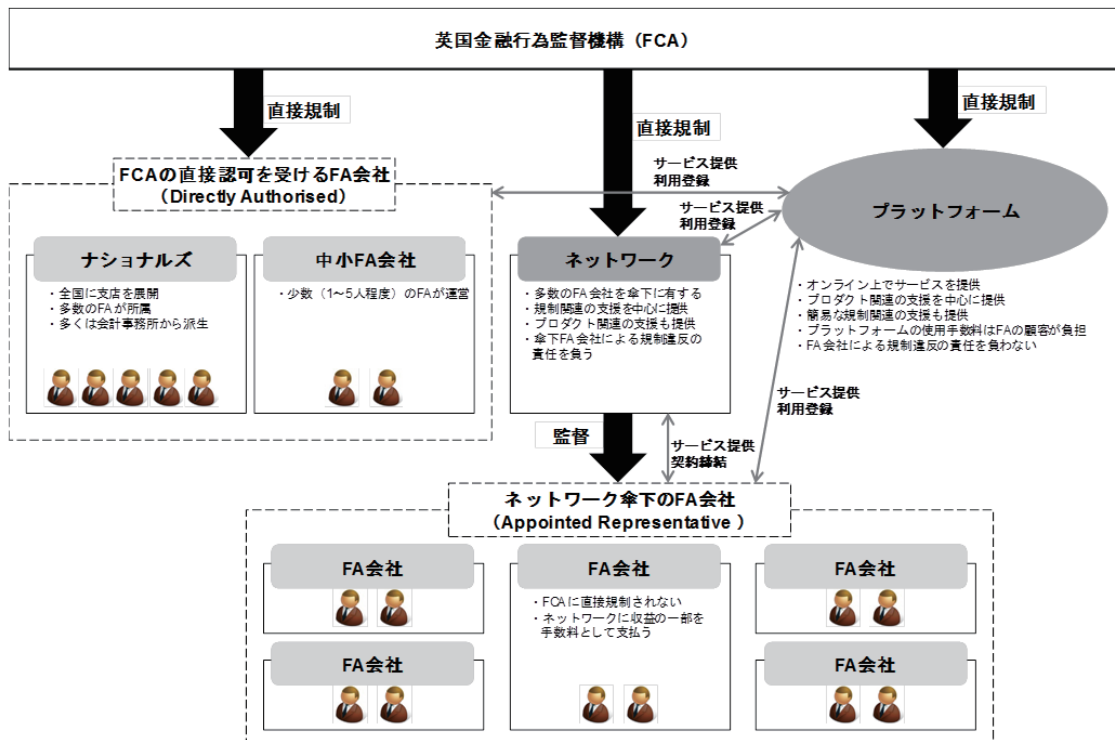 英国金融行為監督機構（FCA）
直接規制
直接規制
直接規制
FCAの直接認可を受けるFA会社
（Directly Authorised）
サービス提供
利用登録
サービス提供
利用登録
プラットフォーム
ナショナルズ
・全国に支店を展開
・多数のFAが所属
・多くは会計事務所から派生
中小FA会社
・少数（1～5人程度）のFAが運営
ネットワーク
・多数のFA会社を傘下に有する
・規制関連の支援を中心に提供
・プロダクト関連の支援も提供
・傘下FA会社による規制違反の
責任を負う
・オンライン上でサービスを提供
・プロダクト関連の支援を中心に提供
・簡易な規制関連の支援も提供
・プラットフォームの使用手数料はFAの顧客が負担
・FA会社による規制違反の責任を負わない
サービス提供
利用登録
監督
サービス提供
契約締結
ネットワーク傘下のFA会社
（Appointed Representative ）
FA会社
FA会社
・FCAに直接規制されない
・ネットワークに収益の一部を
手数料として支払う
FA会社
FA会社
FA会社